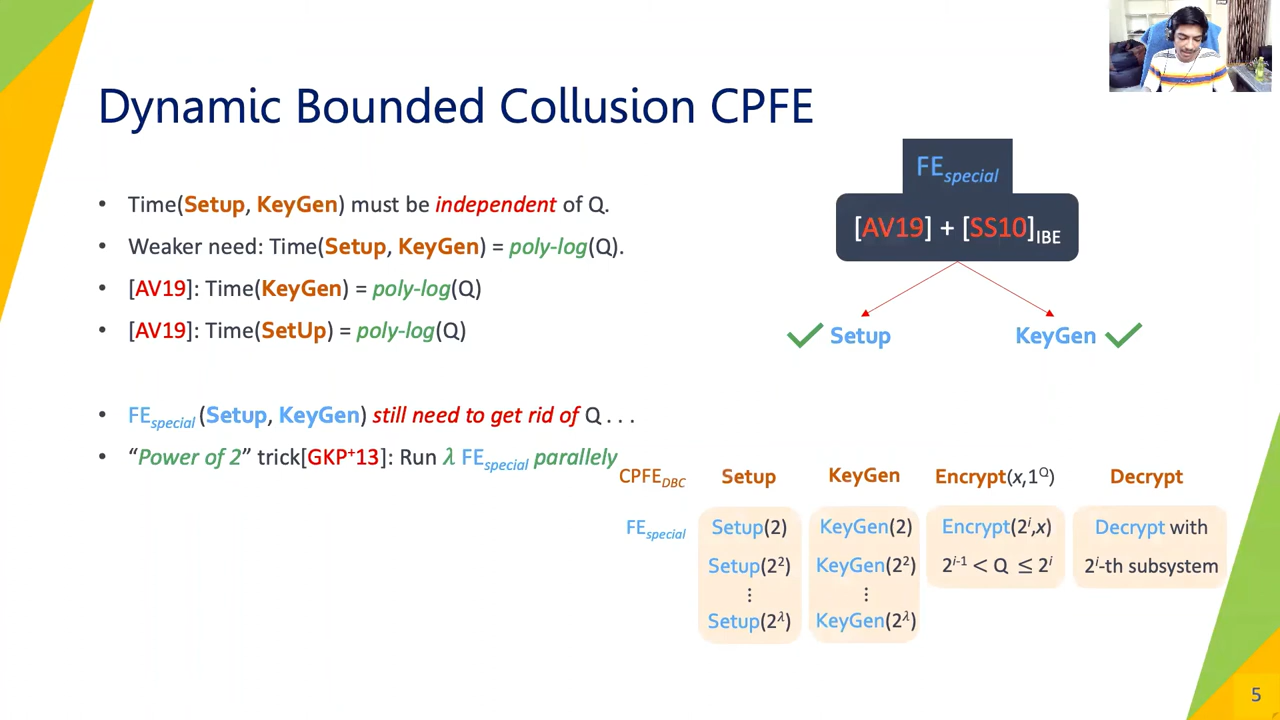 Dynamic Bounded Collusion CPFE
• Time(Setup, KeyGen) must be independent of Q.
• Weaker need: Time(Setup, KeyGen) = poly-log(Q).
• [AV19]: Time(KeyGen) = poly-log(Q)
• [AV19]: Time(SetUp) = poly-log(Q)
• FEspecial (Setup, KeyGen) still need to get rid of Q . . .
• “Power of 2” trick[GKP⁺13]: Run λ FEspecial parallely
FEspecial
[AV19] + [SS10]IBE
Setup KeyGen
CPFEDBC Setup KeyGen Encrypt(x,1^Q) Decrypt
FEspecial Setup(2) KeyGen(2) Encrypt(2ⁱ,x) Decrypt with
Setup(2²) KeyGen(2²) 2ⁱ⁻¹ < Q ≤ 2ⁱ 2ⁱ-th subsystem
⋮ ⋮
Setup(2^λ) KeyGen(2^λ)
5